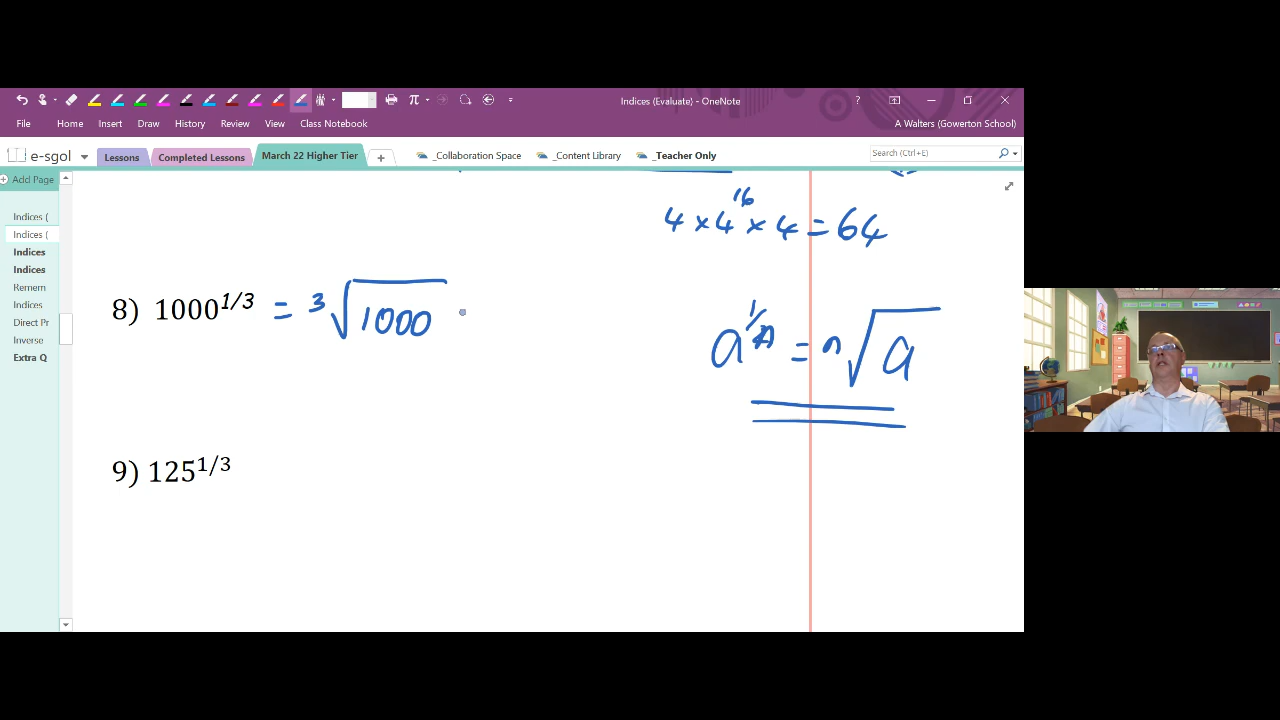 Indices (Evaluate) - OneNote
File Home Insert Draw History Review View Class Notebook
A Walters (Gowerton School)
e-sgol
Lessons
Completed Lessons
March 22 Higher Tier
_Collaboration Space
_Content Library
_Teacher Only
Search (Ctrl+E)
Add Page
Indices (
Indices (
Indices
Indices
Remem
Indices
Direct Pr
Inverse
Extra Q
16
4 × 4 × 4 = 64
8) 1000^{1/3} = ³√1000
a^{1/n} = ⁿ√a
9) 125^{1/3}